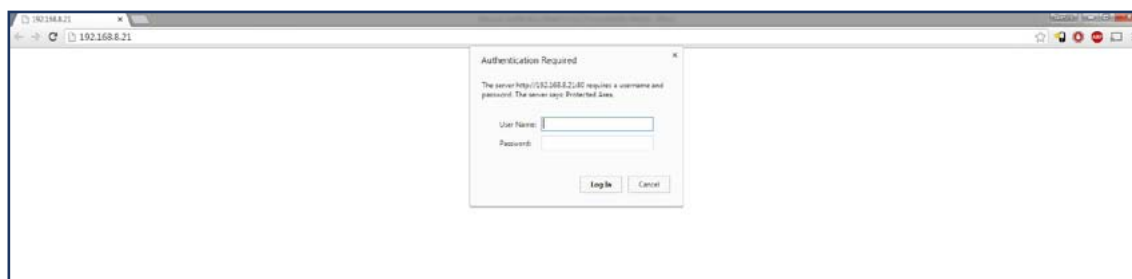 192.168.8.21
192.168.8.21
Authentication Required
The server http://192.168.8.21:80 requires a username and
password. The server says: Protected Area.
User Name:
Password:
Log In
Cancel